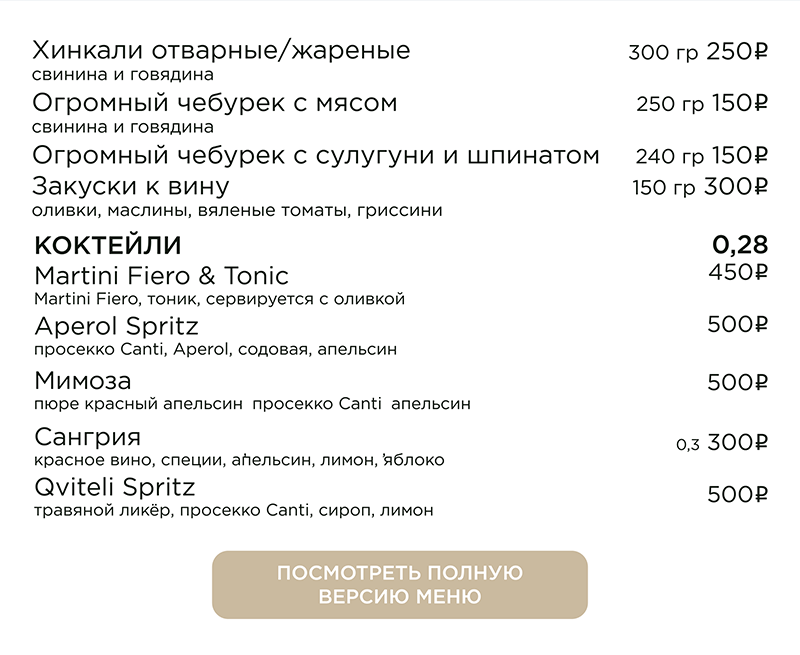 Хинкали отварные/жареные 300 гр 250₽
свинина и говядина
Огромный чебурек с мясом 250 гр 150₽
свинина и говядина
Огромный чебурек с сулугуни и шпинатом 240 гр 150₽
Закуски к вину 150 гр 300₽
оливки, маслины, вяленые томаты, гриссини
КОКТЕЙЛИ 0,28
Martini Fiero & Tonic 450₽
Martini Fiero, тоник, сервируется с оливкой
Aperol Spritz 500₽
просекко Canti, Aperol, содовая, апельсин
Мимоза 500₽
пюре красный апельсин просекко Canti апельсин
Сангрия 0,3 300₽
красное вино, специи, апельсин, лимон, 'яблоко
Qviteli Spritz 500₽
травяной ликёр, просекко Canti, сироп, лимон
ПОСМОТРЕТЬ ПОЛНУЮ
ВЕРСИЮ МЕНЮ